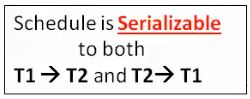 Schedule is Serializable
to both
T1 → T2 and T2→ T1